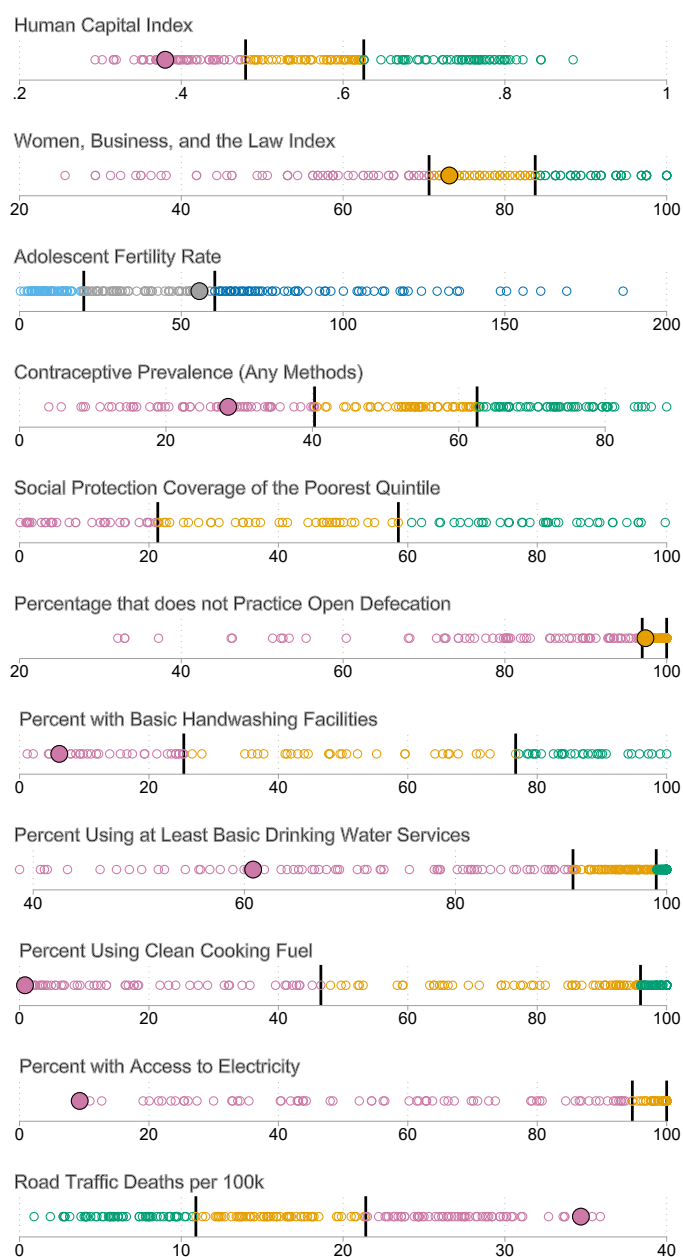 Human Capital Index
.2 .4 .6 .8 1
Women, Business, and the Law Index
20 40 60 80 100
Adolescent Fertility Rate
0 50 100 150 200
Contraceptive Prevalence (Any Methods)
0 20 40 60 80
Social Protection Coverage of the Poorest Quintile
0 20 40 60 80 100
Percentage that does not Practice Open Defecation
20 40 60 80 100
Percent with Basic Handwashing Facilities
0 20 40 60 80 100
Percent Using at Least Basic Drinking Water Services
40 60 80 100
Percent Using Clean Cooking Fuel
0 20 40 60 80 100
Percent with Access to Electricity
0 20 40 60 80 100
Road Traffic Deaths per 100k
0 10 20 30 40